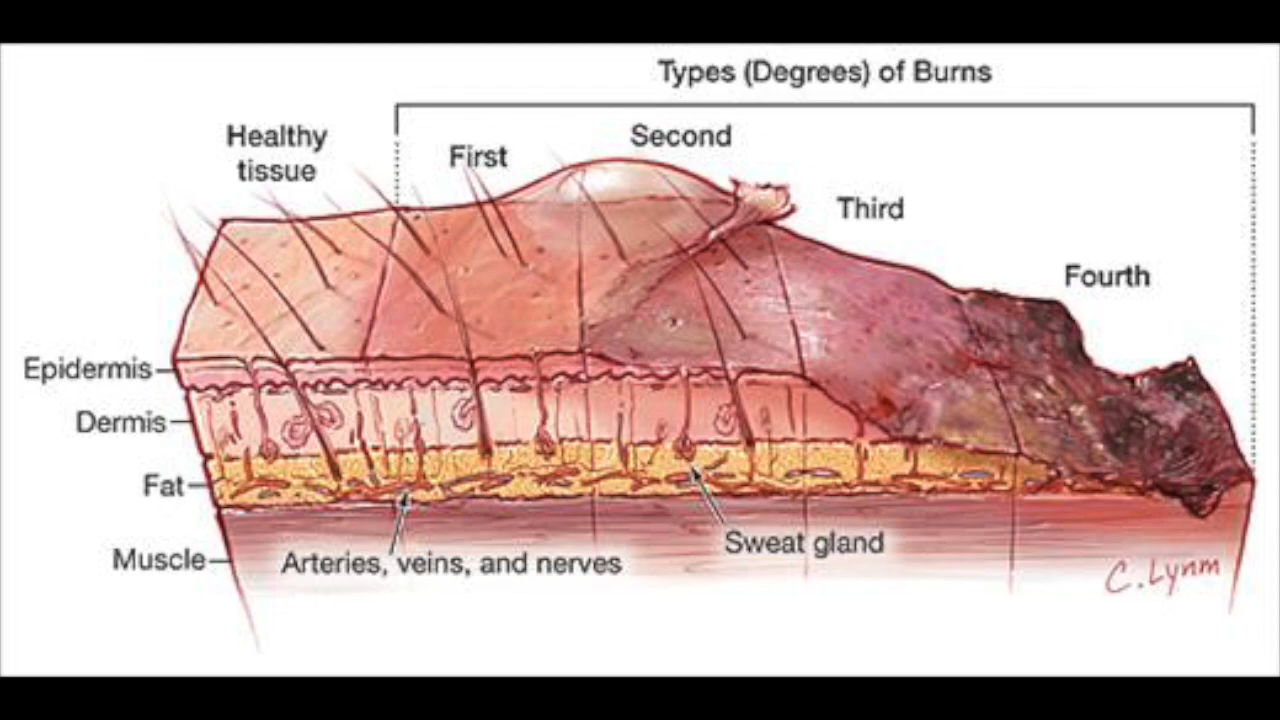 Types (Degrees) of Burns
Healthy
tissue
First
Second
Third
Fourth
Epidermis
Dermis
Fat
Muscle
Arteries, veins, and nerves
Sweat gland
C. Lynm